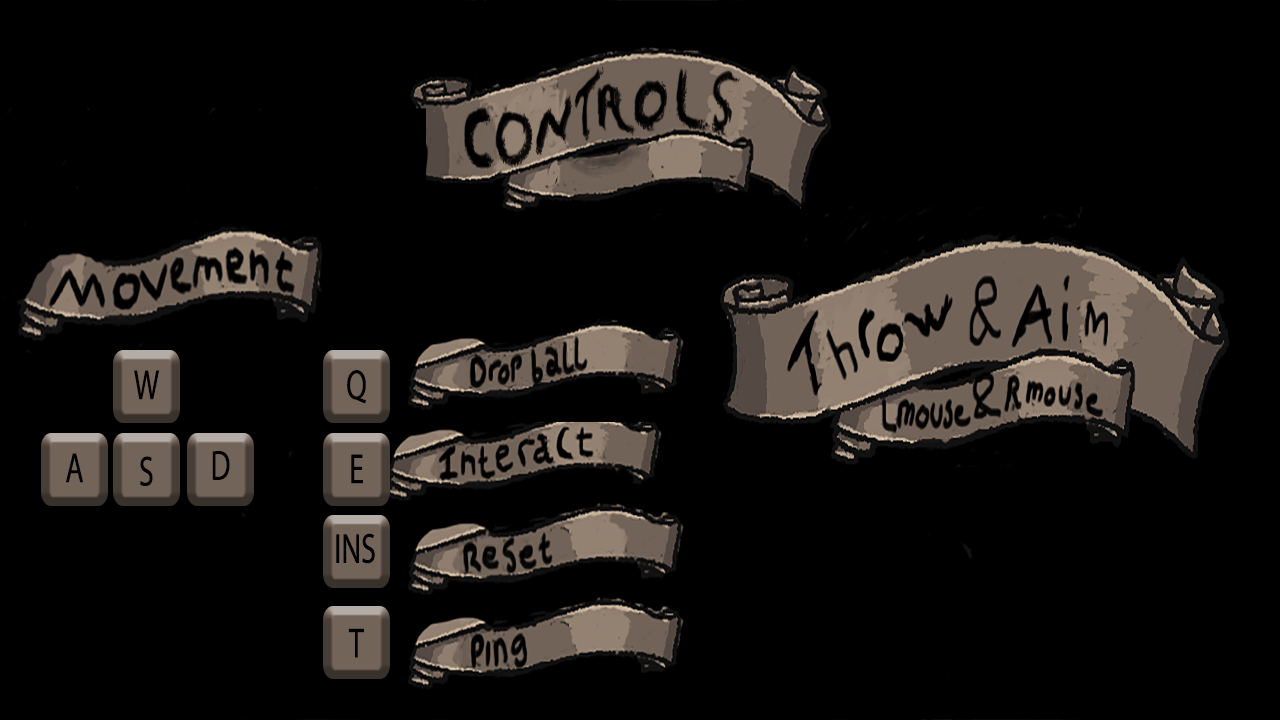 CONTROLS
Movement
Throw & Aim
Lmouse & Rmouse
W
A S D
Q Drop ball
E Interact
INS Reset
T Ping